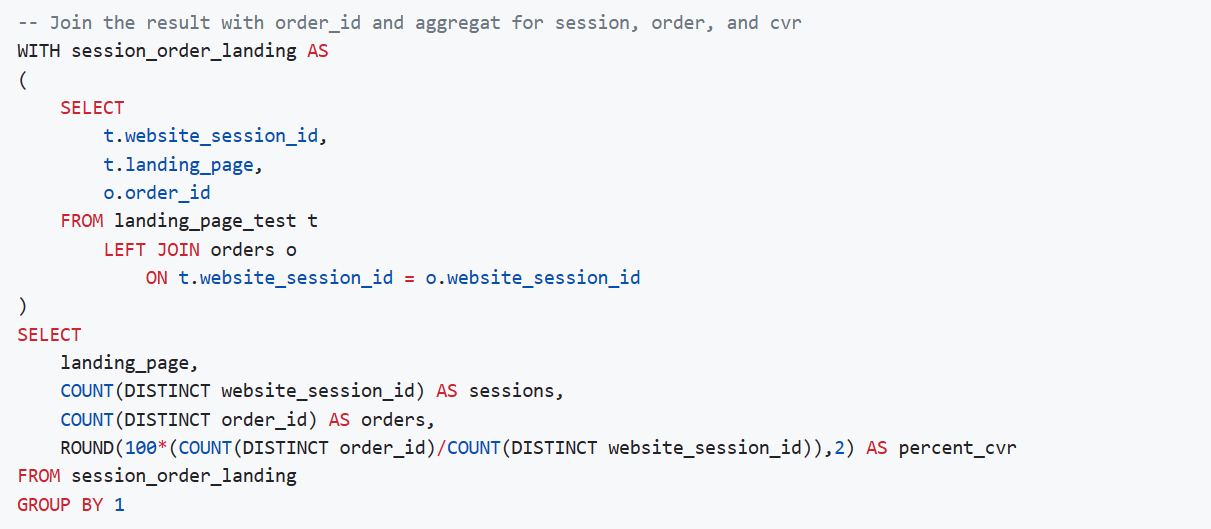 -- Join the result with order_id and aggregat for session, order, and cvr
WITH session_order_landing AS
(
    SELECT
        t.website_session_id,
        t.landing_page,
        o.order_id
    FROM landing_page_test t
        LEFT JOIN orders o
            ON t.website_session_id = o.website_session_id
)
SELECT
    landing_page,
    COUNT(DISTINCT website_session_id) AS sessions,
    COUNT(DISTINCT order_id) AS orders,
    ROUND(100*(COUNT(DISTINCT order_id)/COUNT(DISTINCT website_session_id)),2) AS percent_cvr
FROM session_order_landing
GROUP BY 1